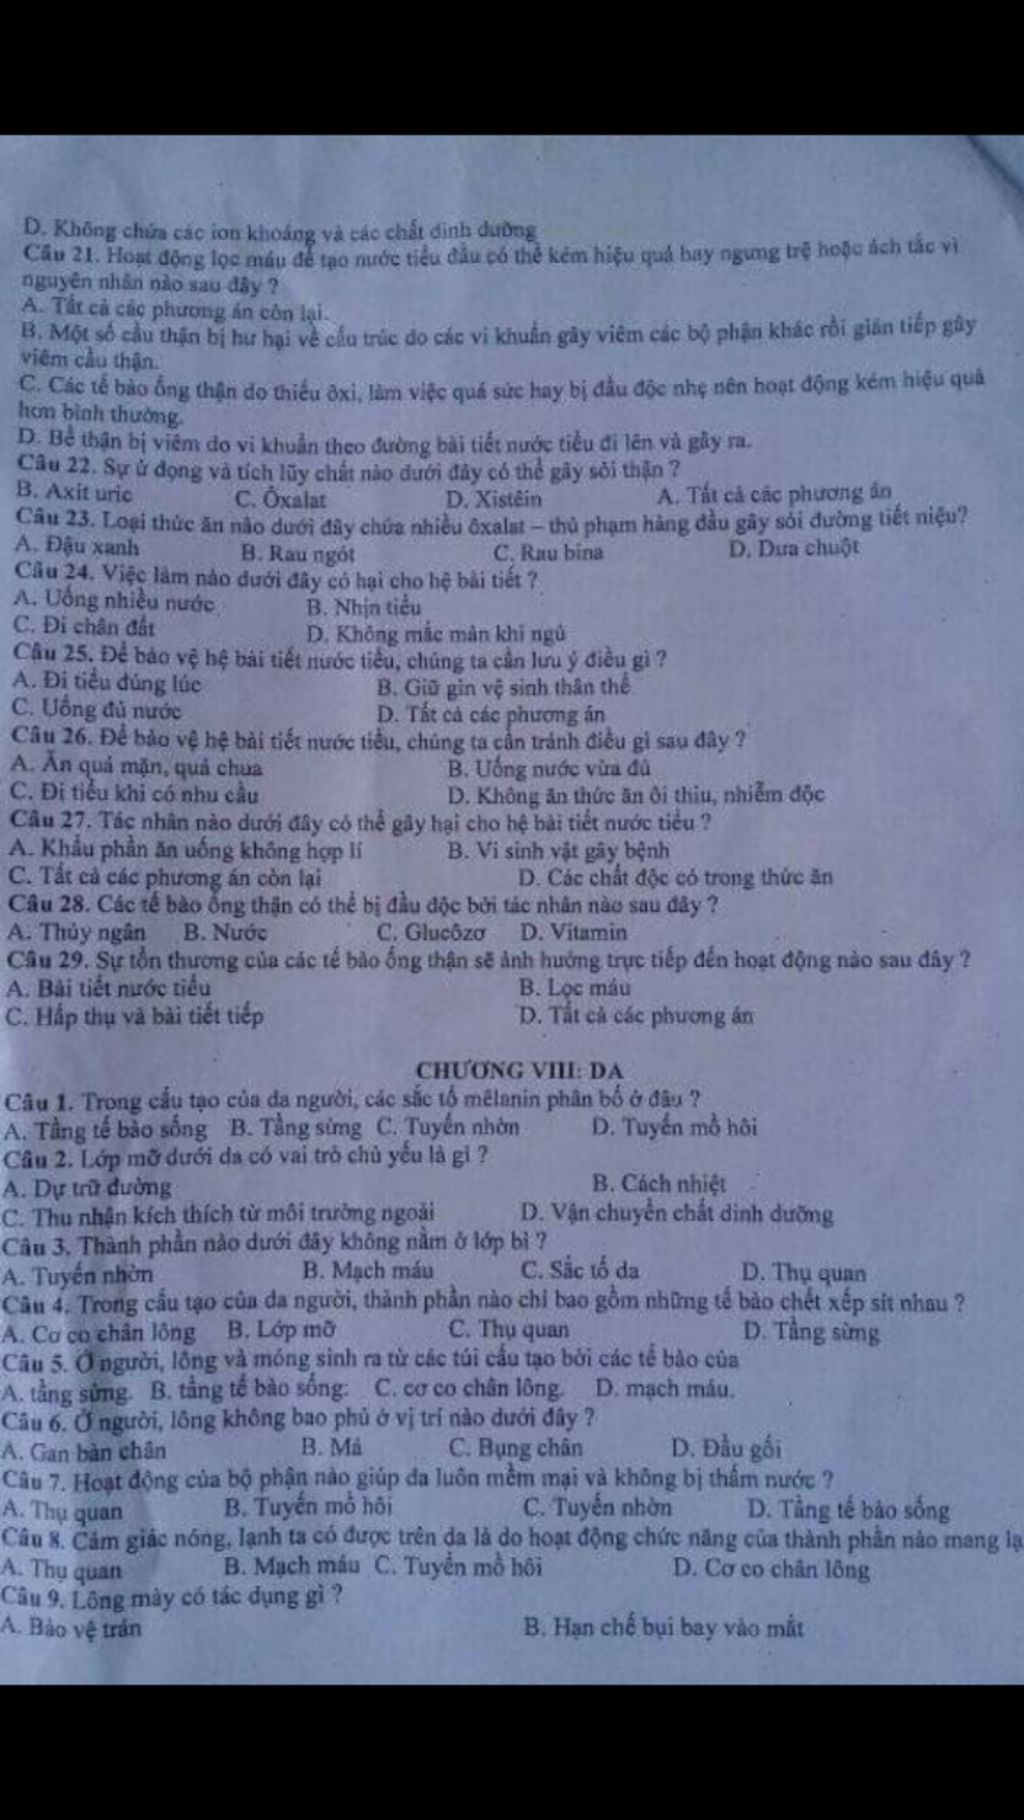 D. Không chứa các ion khoáng và các chất dinh dưỡng
Câu 21. Hoạt động lọc máu để tạo nước tiểu đầu có thể kém hiệu quả hay ngưng trệ hoặc ách tắc vì
nguyên nhân nào sau đây ?
A. Tất cả các phương án còn lại.
B. Một số cầu thận bị hư hại về cấu trúc do các vi khuẩn gây viêm các bộ phận khác rồi gián tiếp gây
viêm cầu thận.
C. Các tế bào ống thận do thiếu ôxi, làm việc quá sức hay bị đầu độc nhẹ nên hoạt động kém hiệu quả
hơn bình thường.
D. Bể thận bị viêm do vi khuẩn theo đường bài tiết nước tiểu đi lên và gây ra.
Câu 22. Sự ứ đọng và tích lũy chất nào dưới đây có thể gây sỏi thận ?
B. Axit uric C. Ôxalat D. Xistêin A. Tất cả các phương án
Câu 23. Loại thức ăn nào dưới đây chứa nhiều ôxalat – thủ phạm hàng đầu gây sỏi đường tiết niệu?
A. Đậu xanh B. Rau ngót C. Rau bina D. Dưa chuột
Câu 24. Việc làm nào dưới đây có hại cho hệ bài tiết ?
A. Uống nhiều nước B. Nhịn tiểu
C. Đi chân đất D. Không mắc màn khi ngủ
Câu 25. Để bảo vệ hệ bài tiết nước tiểu, chúng ta cần lưu ý điều gì ?
A. Đi tiểu đúng lúc B. Giữ gìn vệ sinh thân thể
C. Uống đủ nước D. Tất cả các phương án
Câu 26. Để bảo vệ hệ bài tiết nước tiểu, chúng ta cần tránh điều gì sau đây ?
A. Ăn quá mặn, quá chua B. Uống nước vừa đủ
C. Đi tiểu khi có nhu cầu D. Không ăn thức ăn ôi thiu, nhiễm độc
Câu 27. Tác nhân nào dưới đây có thể gây hại cho hệ bài tiết nước tiểu ?
A. Khẩu phần ăn uống không hợp lí B. Vi sinh vật gây bệnh
C. Tất cả các phương án còn lại D. Các chất độc có trong thức ăn
Câu 28. Các tế bào ống thận có thể bị đầu độc bởi tác nhân nào sau đây ?
A. Thủy ngân B. Nước C. Glucôzơ D. Vitamin
Câu 29. Sự tổn thương của các tế bào ống thận sẽ ảnh hưởng trực tiếp đến hoạt động nào sau đây ?
A. Bài tiết nước tiểu B. Lọc máu
C. Hấp thụ và bài tiết tiếp D. Tất cả các phương án
CHƯƠNG VIII: DA
Câu 1. Trong cấu tạo của da người, các sắc tố mêlanin phân bố ở đâu ?
A. Tầng tế bào sống B. Tầng sừng C. Tuyến nhờn D. Tuyến mồ hôi
Câu 2. Lớp mỡ dưới da có vai trò chủ yếu là gì ?
A. Dự trữ đường B. Cách nhiệt
C. Thu nhận kích thích từ môi trường ngoài D. Vận chuyển chất dinh dưỡng
Câu 3. Thành phần nào dưới đây không nằm ở lớp bì ?
A. Tuyến nhờn B. Mạch máu C. Sắc tố da D. Thụ quan
Câu 4. Trong cấu tạo của da người, thành phần nào chỉ bao gồm những tế bào chết xếp sít nhau ?
A. Cơ co chân lông B. Lớp mỡ C. Thụ quan D. Tầng sừng
Câu 5. Ở người, lông và móng sinh ra từ các túi cấu tạo bởi các tế bào của
A. tầng sừng. B. tầng tế bào sống: C. cơ co chân lông. D. mạch máu.
Câu 6. Ở người, lông không bao phủ ở vị trí nào dưới đây ?
A. Gan bàn chân B. Má C. Bụng chân D. Đầu gối
Câu 7. Hoạt động của bộ phận nào giúp da luôn mềm mại và không bị thấm nước ?
A. Thụ quan B. Tuyến mồ hôi C. Tuyến nhờn D. Tầng tế bào sống
Câu 8. Cảm giác nóng, lạnh ta có được trên da là do hoạt động chức năng của thành phần nào mang lạ
A. Thụ quan B. Mạch máu C. Tuyến mồ hôi D. Cơ co chân lông
Câu 9. Lông mày có tác dụng gì ?
A. Bảo vệ trán B. Hạn chế bụi bay vào mắt